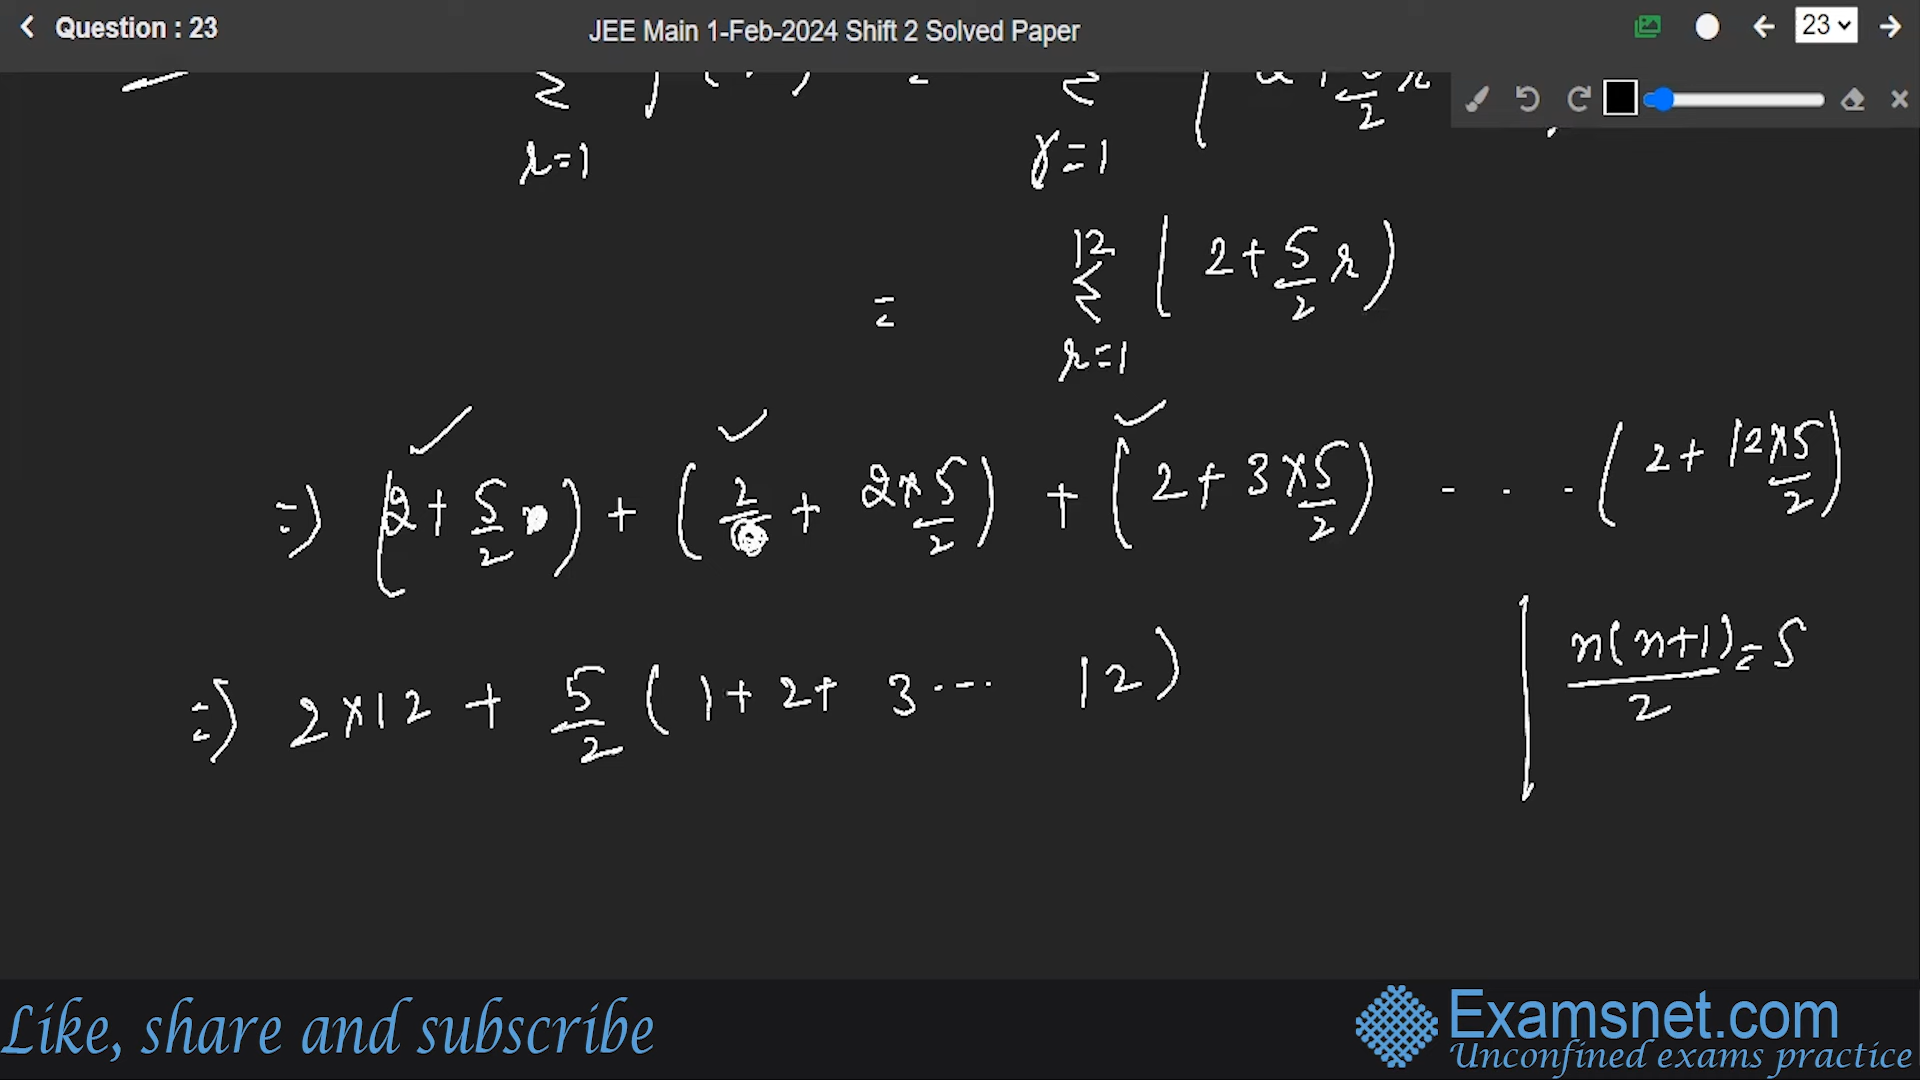 Question : 23
JEE Main 1-Feb-2024 Shift 2 Solved Paper
23
r=1
r=1
= 12 Σ r=1 ( 2 + 5/2 r )
⇒ ( 2 + 5/2 ) + ( 2 + 2×5/2 ) + ( 2 + 3×5/2 ) - - - ( 2 + 12×5/2 )
⇒ 2×12 + 5/2 ( 1 + 2 + 3 ... 12 )
n(n+1)/2 = S
Like, share and subscribe
Examsnet.com
Unconfined exams practice